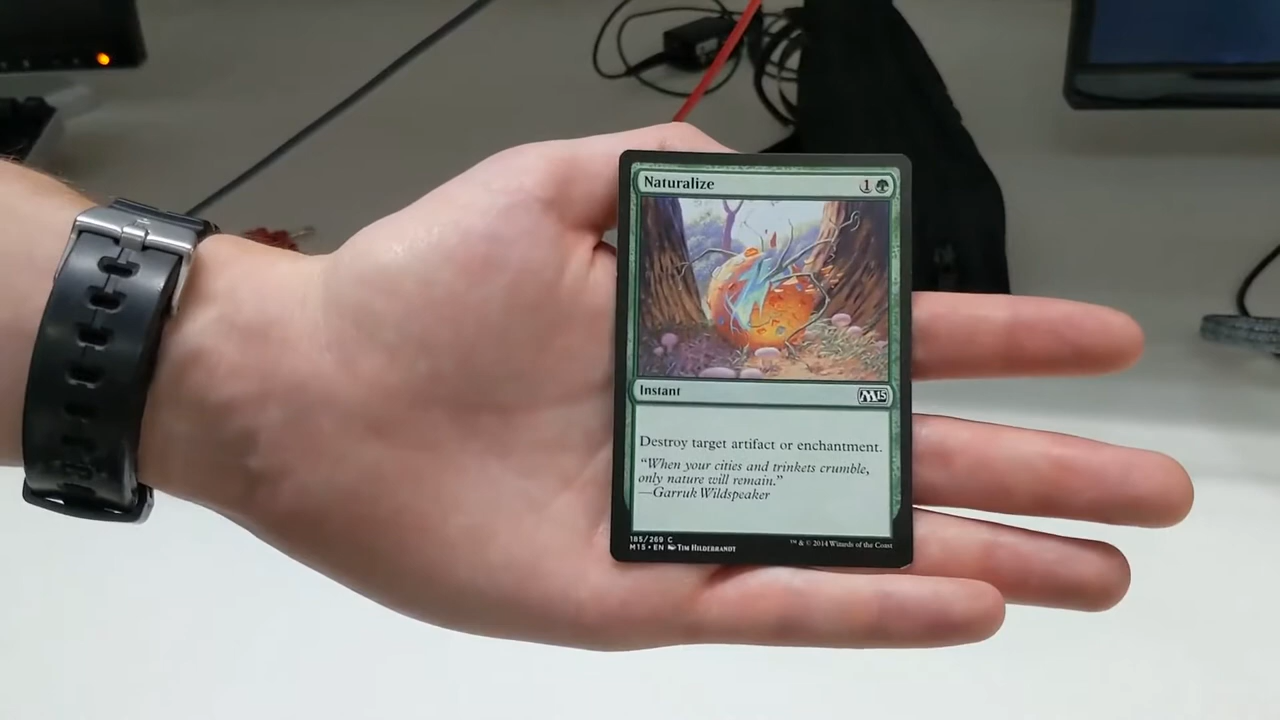 Naturalize 1
Instant M15
Destroy target artifact or enchantment.
“When your cities and trinkets crumble,
only nature will remain.”
—Garruk Wildspeaker
185/269 C
M15 • EN Tim Hildebrandt ™ & © 2014 Wizards of the Coast